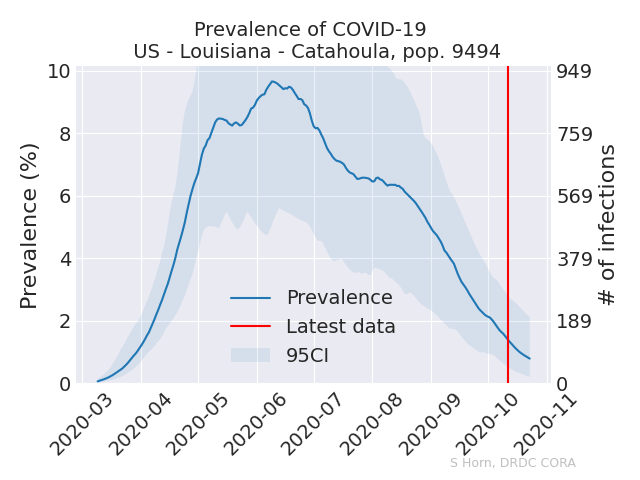 Prevalence of COVID-19
US - Louisiana - Catahoula, pop. 9494
Prevalence (%)
10
8
6
4
2
0
949
759
569
379
189
0
# of infections
Prevalence
Latest data
95CI
2020-03
2020-04
2020-05
2020-06
2020-07
2020-08
2020-09
2020-10
2020-11
S Horn, DRDC CORA